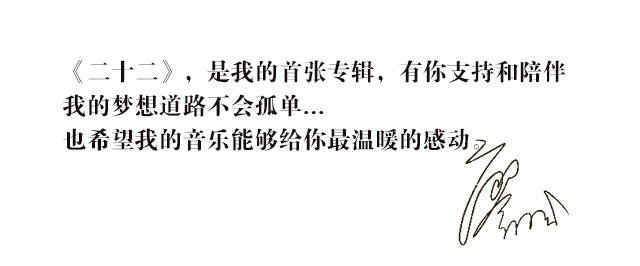 《二十二》，是我的首张专辑，有你支持和陪伴
我的梦想道路不会孤单...
也希望我的音乐能够给你最温暖的感动。